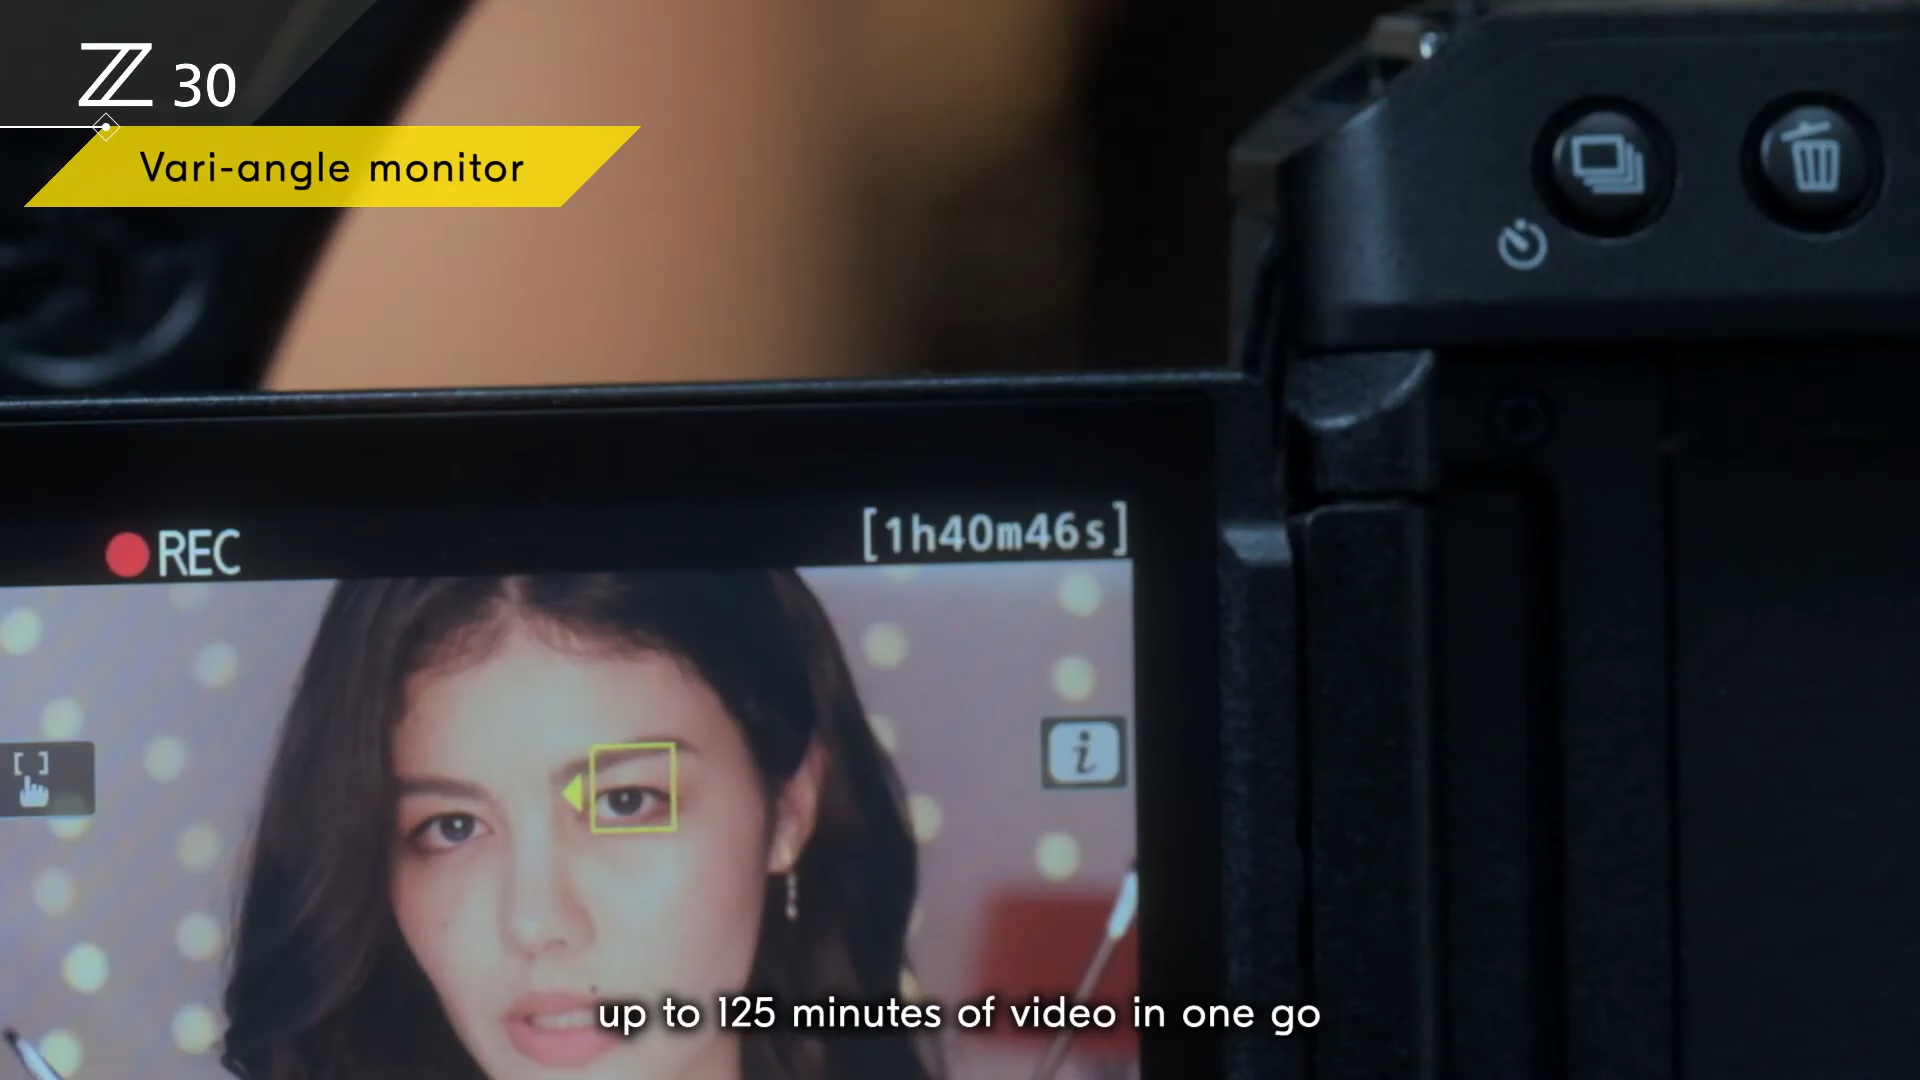 Z 30
Vari-angle monitor
REC
[1h40m46s]
i
up to 125 minutes of video in one go